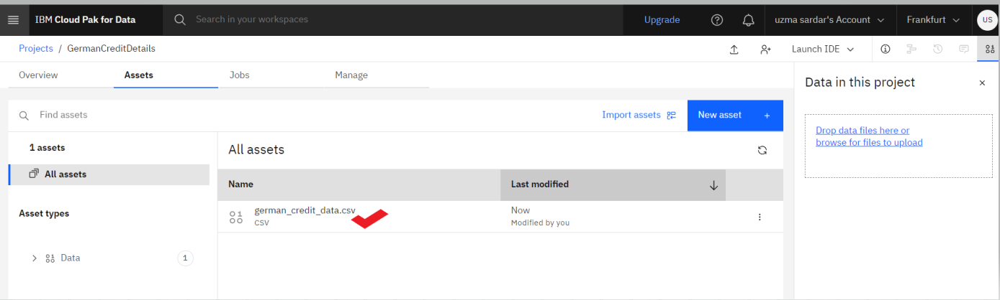 IBM Cloud Pak for Data
Search in your workspaces
Upgrade
uzma sardar's Account
Frankfurt
US
Projects / GermanCreditDetails
Launch IDE
Overview
Assets
Jobs
Manage
Data in this project
Find assets
Import assets
New asset +
Drop data files here or
browse for files to upload
1 assets
All assets
All assets
Name
Last modified
Asset types
german_credit_data.csv
CSV
Now
Modified by you
Data
1